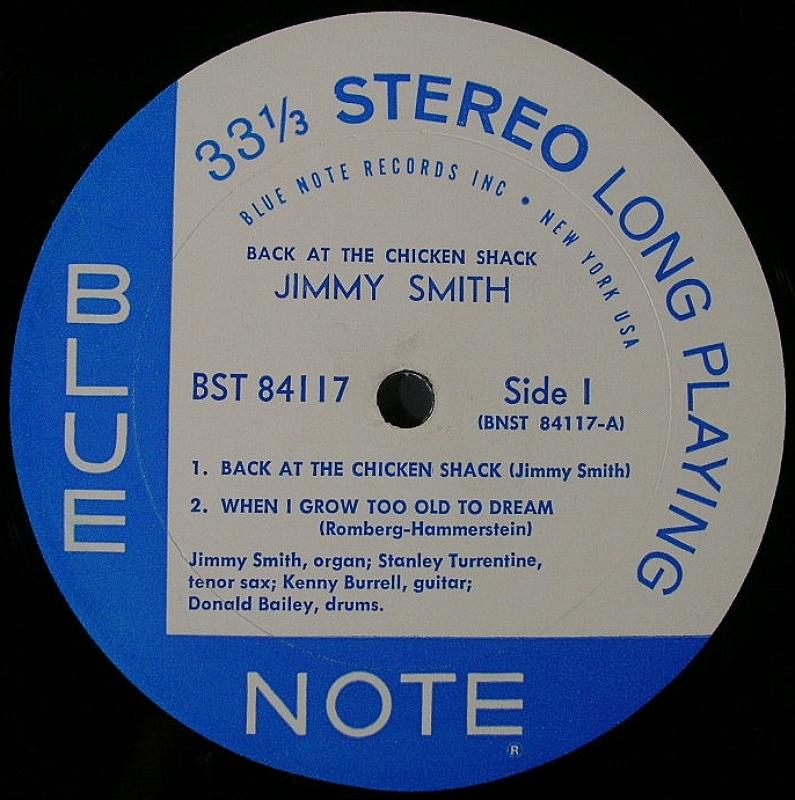 33⅓ STEREO LONG PLAYING
BLUE NOTE RECORDS INC • NEW YORK USA
BACK AT THE CHICKEN SHACK
JIMMY SMITH
BST 84117
Side 1
(BNST 84117-A)
1. BACK AT THE CHICKEN SHACK (Jimmy Smith)
2. WHEN I GROW TOO OLD TO DREAM
(Romberg-Hammerstein)
Jimmy Smith, organ; Stanley Turrentine,
tenor sax; Kenny Burrell, guitar;
Donald Bailey, drums.
BLUE
NOTE
®